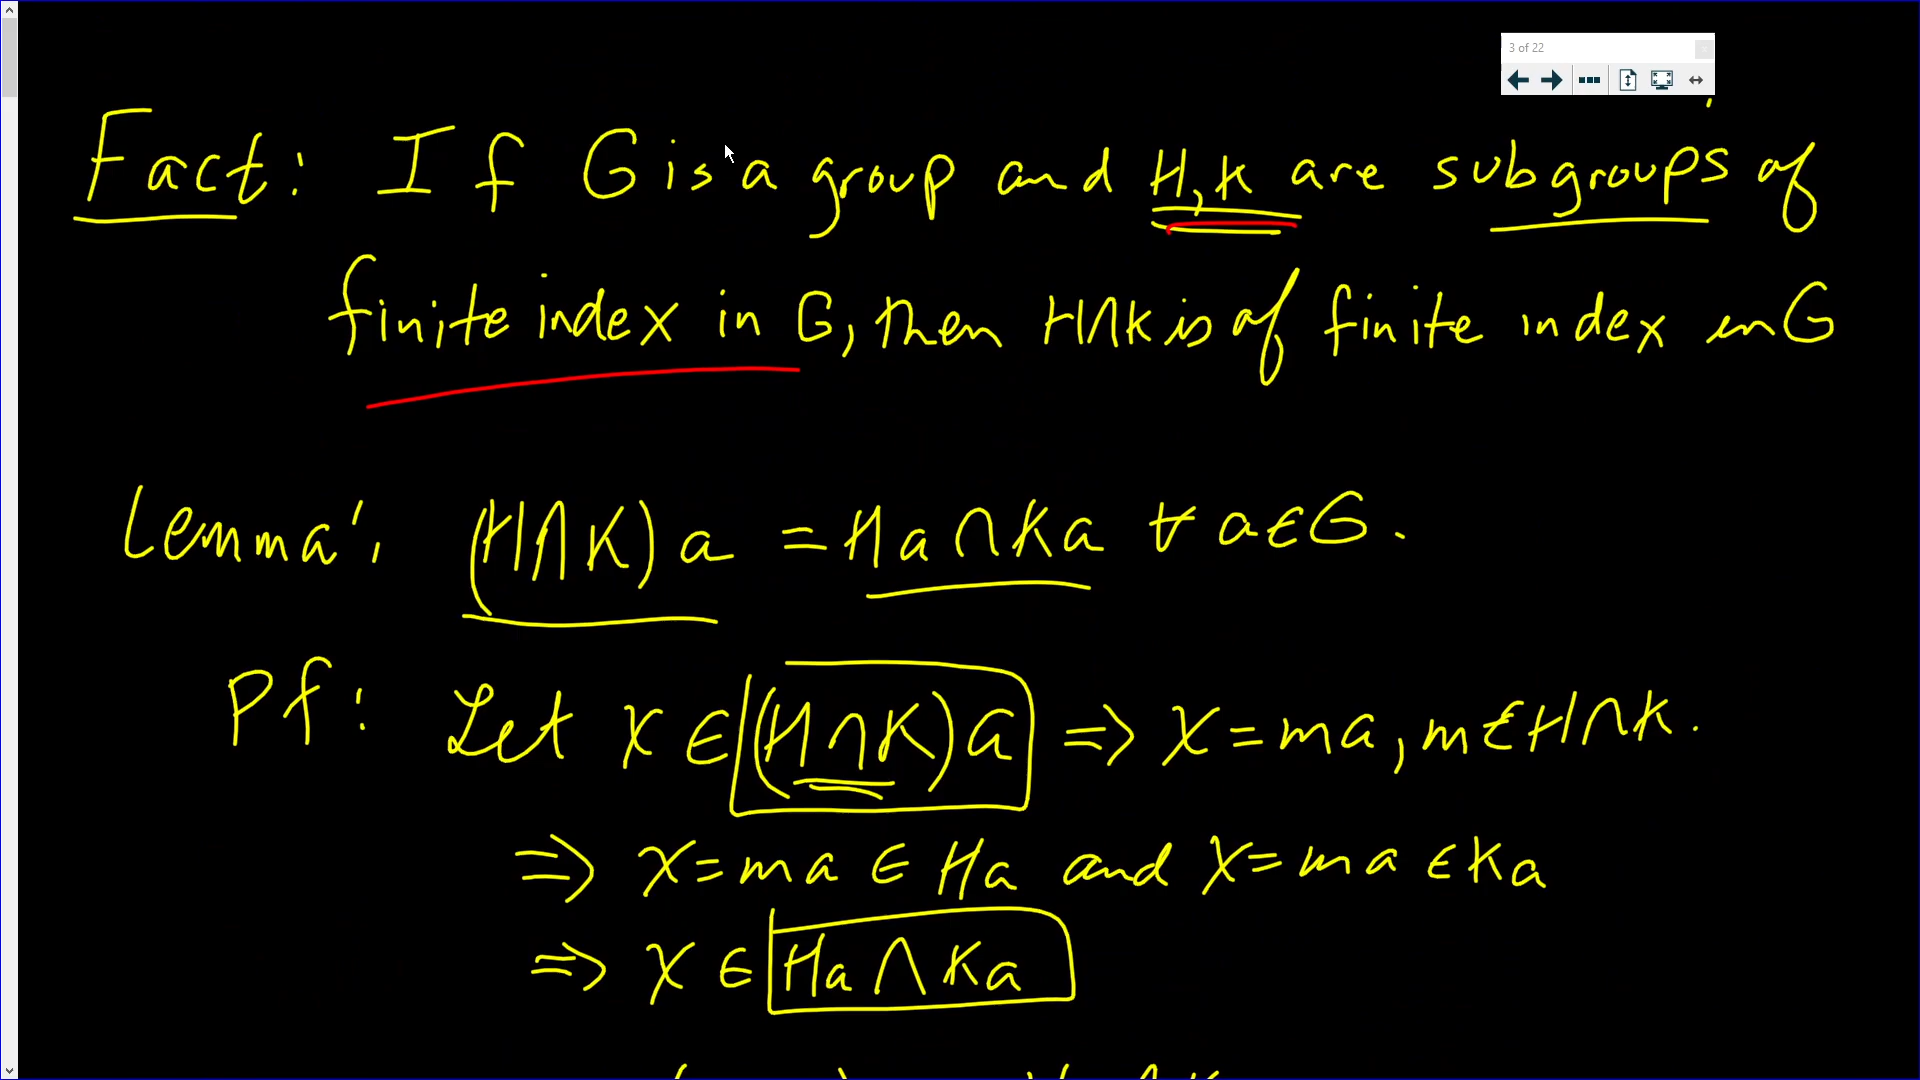 3 of 22
Fact: If G is a group and H, K are subgroups of
finite index in G, then H∩K is of finite index in G
Lemma: (H∩K)a = Ha∩Ka ∀ a∈G.
Pf: Let x ∈ (H∩K)a => x = ma, m∈H∩K.
=> x = ma ∈ Ha and x = ma ∈ Ka
=> x ∈ Ha∩Ka